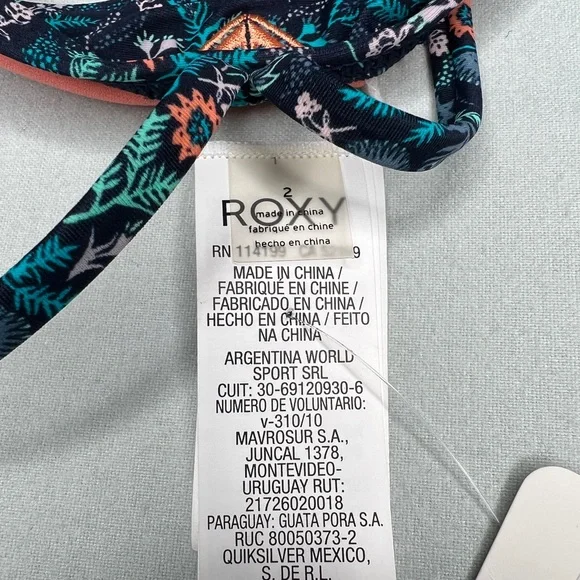 2
ROXY
made in china
fabriqué en chine
hecho en china
RN 114199 CA 9
MADE IN CHINA /
FABRIQUÉ EN CHINE /
FABRICADO EN CHINA /
HECHO EN CHINA / FEITO
NA CHINA
ARGENTINA WORLD
SPORT SRL
CUIT: 30-69120930-6
NUMERO DE VOLUNTARIO:
v-310/10
MAVROSUR S.A.,
JUNCAL 1378,
MONTEVIDEO-
URUGUAY RUT:
21726020018
PARAGUAY: GUATA PORA S.A.
RUC 80050373-2
QUIKSILVER MEXICO,
S. DE R.L.